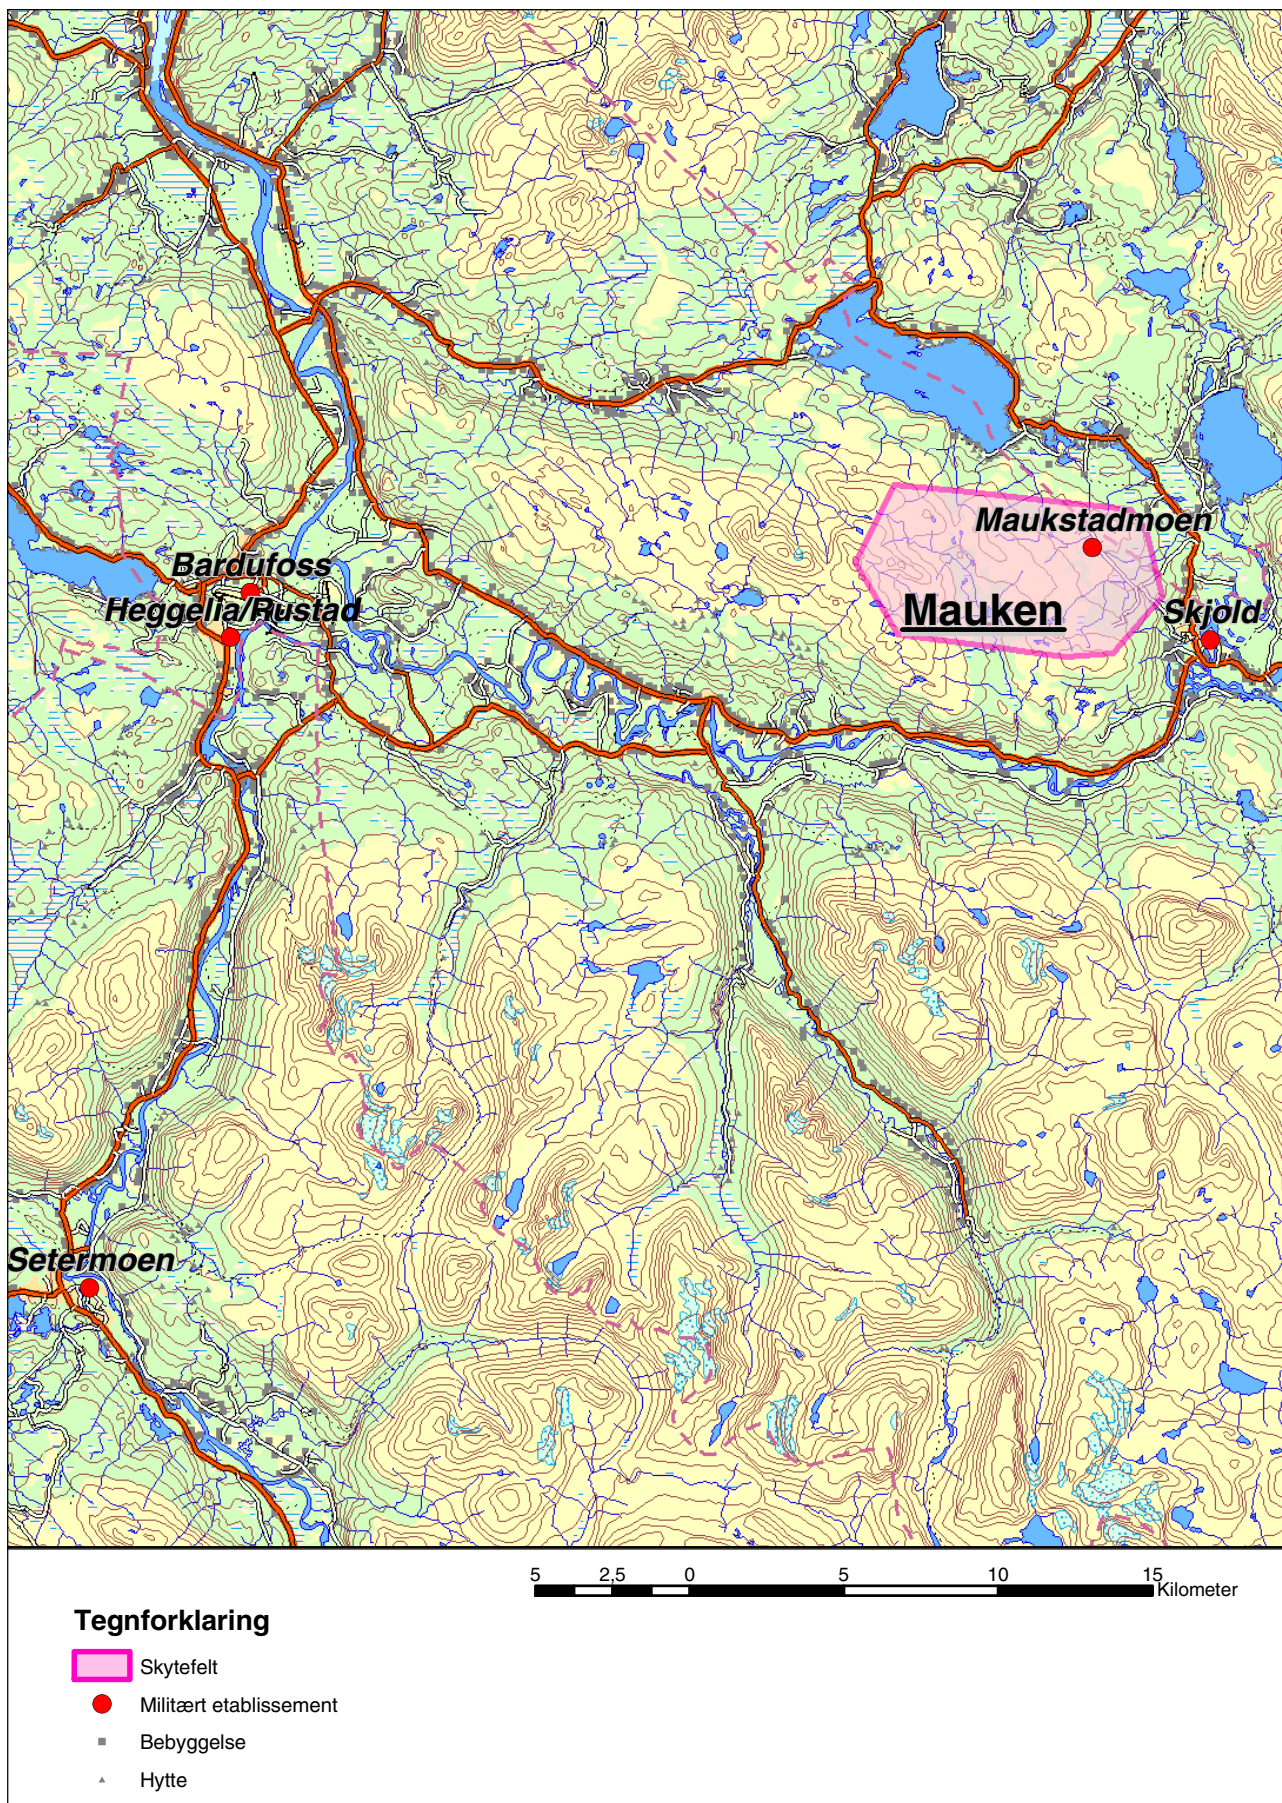 Maukstadmoen
Bardufoss
Heggelia/Rustad
Mauken
Skjold
Setermoen
5 2,5 0 5 10 15
Kilometer
Tegnforklaring
Skytefelt
Militært etablissement
Bebyggelse
Hytte